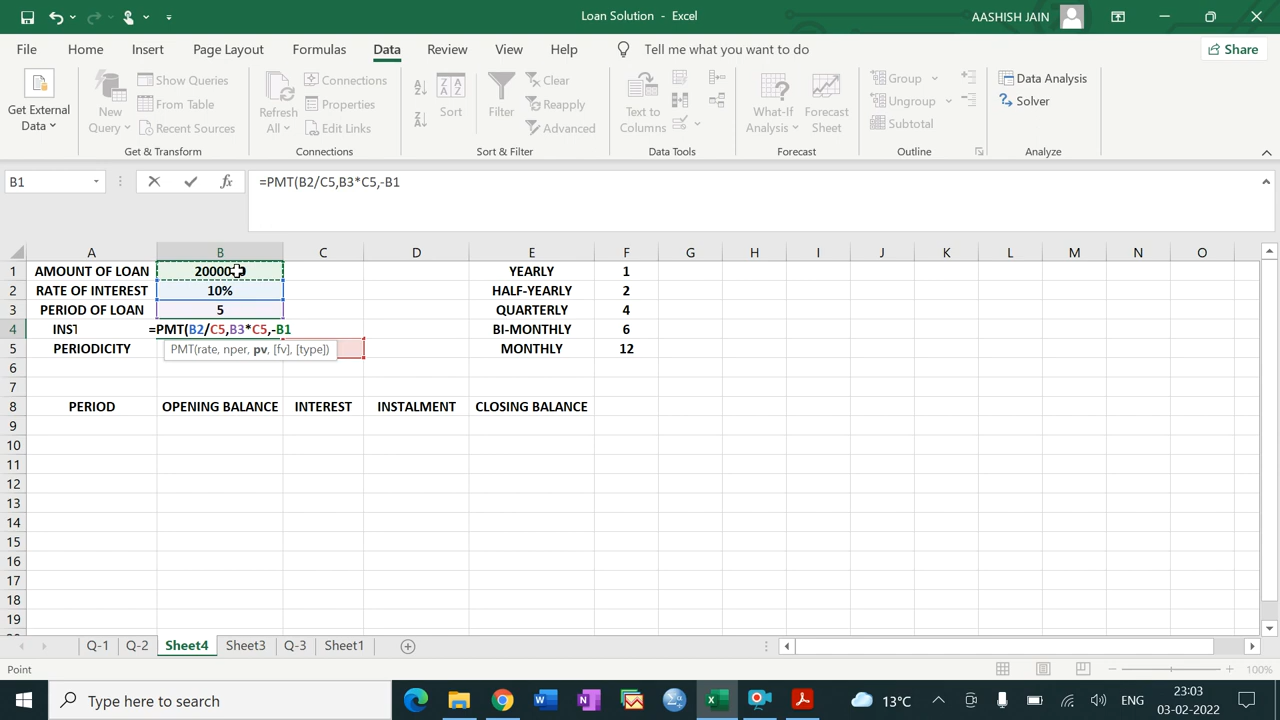 Loan Solution - Excel
AASHISH JAIN
File Home Insert Page Layout Formulas Data Review View Help Tell me what you want to do Share
Get External Data
New Query
Show Queries
From Table
Recent Sources
Get & Transform
Refresh All
Connections
Properties
Edit Links
Connections
Sort
Filter
Clear
Reapply
Advanced
Sort & Filter
Text to Columns
Data Tools
What-If Analysis
Forecast Sheet
Forecast
Group
Ungroup
Subtotal
Outline
Data Analysis
Solver
Analyze
B1 fx =PMT(B2/C5,B3*C5,-B1
A B C D E F G H I J K L M N O
1 AMOUNT OF LOAN YEARLY 1
2 RATE OF INTEREST 10% HALF-YEARLY 2
3 PERIOD OF LOAN 5 QUARTERLY 4
4 =PMT(B2/C5,B3*C5,-B1 BI-MONTHLY 6
5 PERIODICITY PMT(rate, nper, pv, [fv], [type]) MONTHLY 12
6
7
8 PERIOD OPENING BALANCE INTEREST INSTALMENT CLOSING BALANCE
9
10
11
12
13
14
15
16
17
18
19
Q-1 Q-2 Sheet4 Sheet3 Q-3 Sheet1
Point 100%
Type here to search 13°C ENG 23:03
03-02-2022